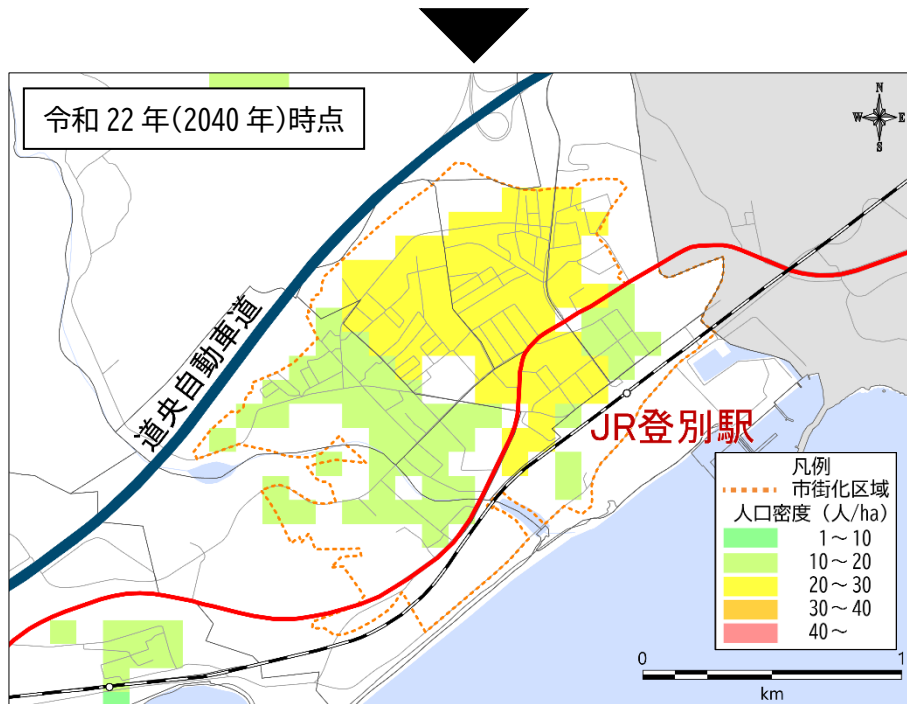 令和 22 年(2040 年)時点
N
W
E
S
道央自動車道
JR登別駅
凡例
市街化区域
人口密度（人/ha）
1～10
10～20
20～30
30～40
40～
0
1
km